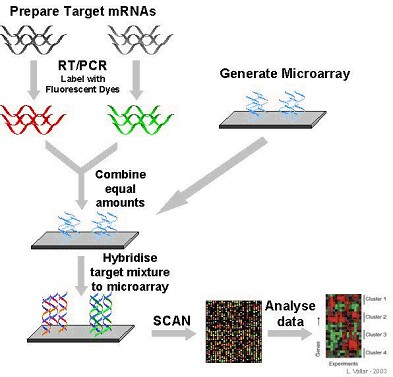 Prepare Target mRNAs
RT/PCR
Label with
Fluorescent Dyes
Generate Microarray
Combine
equal
amounts
Hybridise
target mixture
to microarray
SCAN
Analyse
data
Genes
Cluster 1
Cluster 2
Cluster 3
Cluster 4
Experiments
L. Vallar - 2003